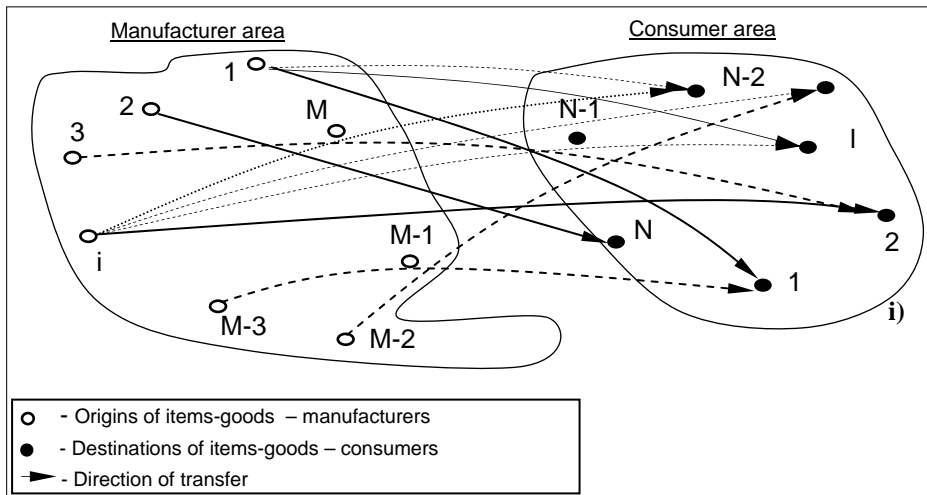 Manufacturer area
Consumer area
1
2
3
M
i
M-1
M-3
M-2
N-2
N-1
l
N
2
1
i)
- Origins of items-goods – manufacturers
- Destinations of items-goods – consumers
- Direction of transfer